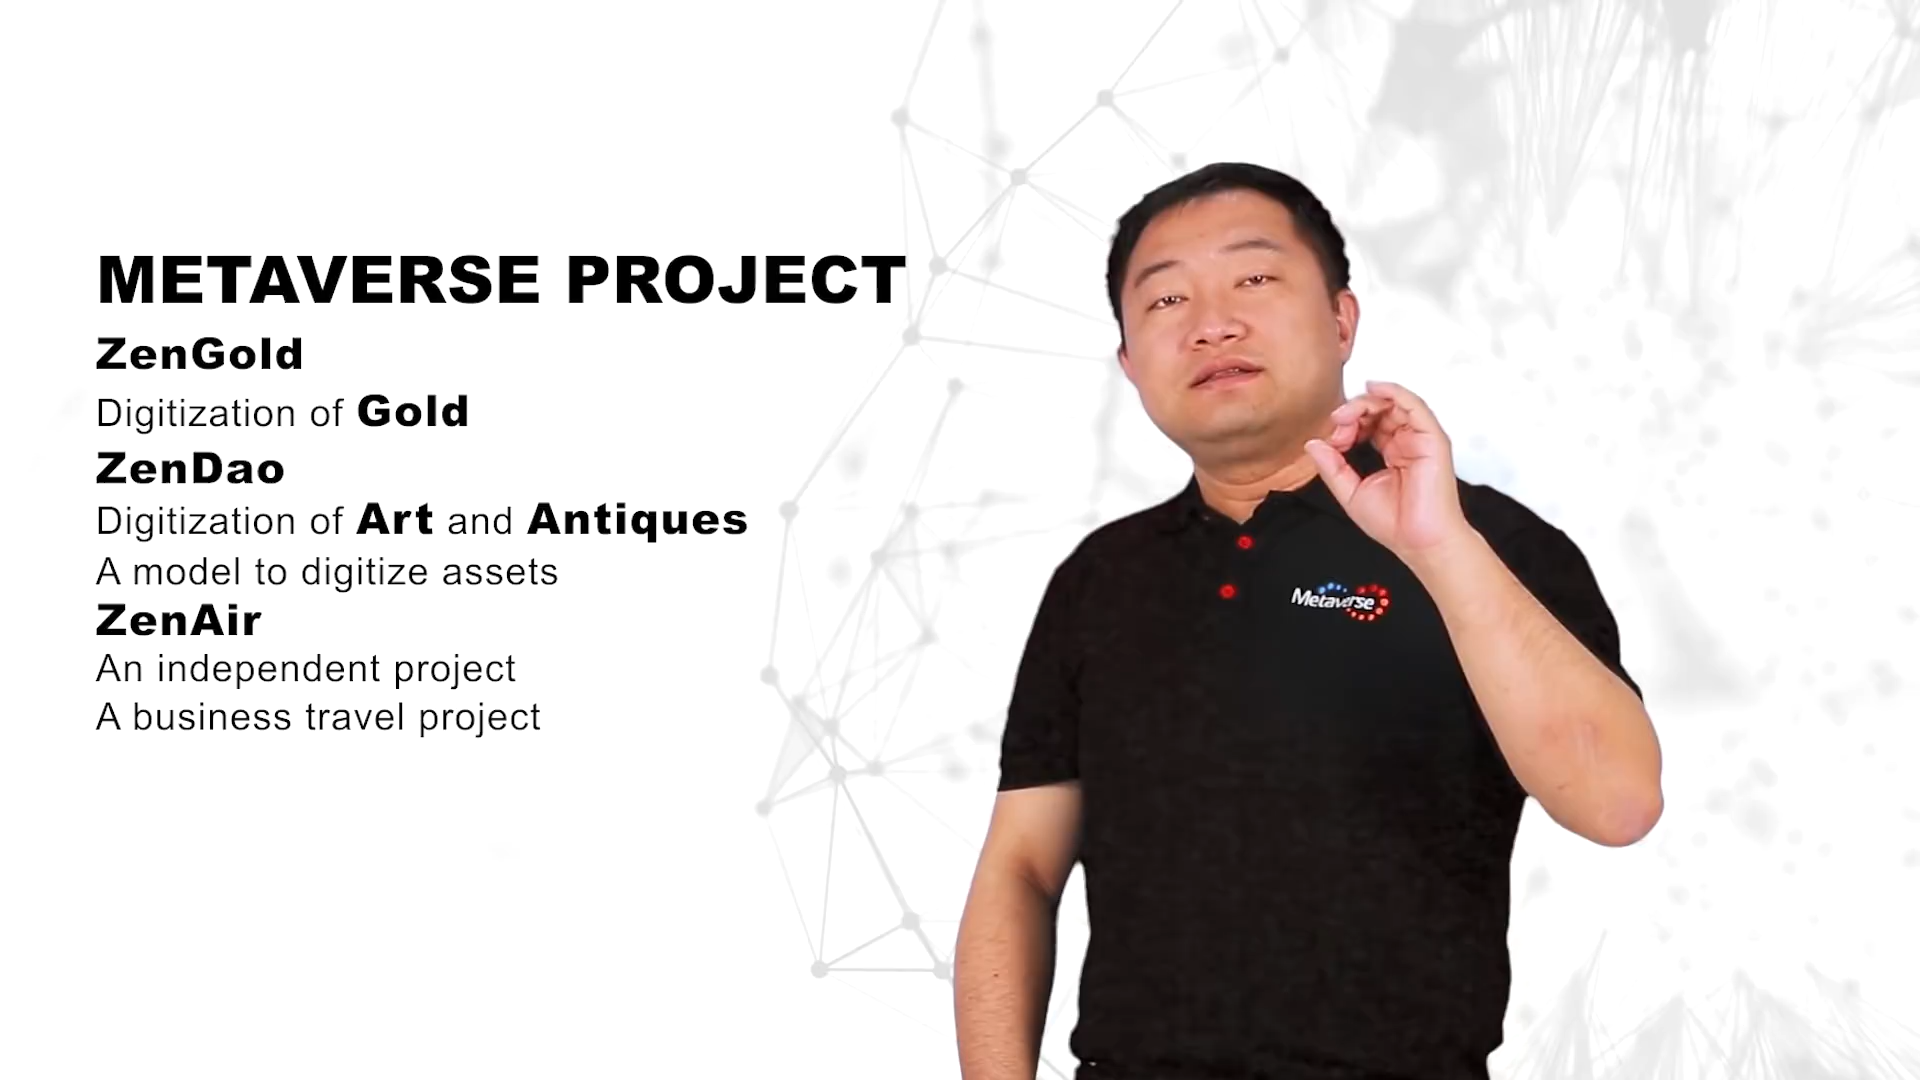 METAVERSE PROJECT
ZenGold
Digitization of Gold
ZenDao
Digitization of Art and Antiques
A model to digitize assets
ZenAir
An independent project
A business travel project
Metaverse